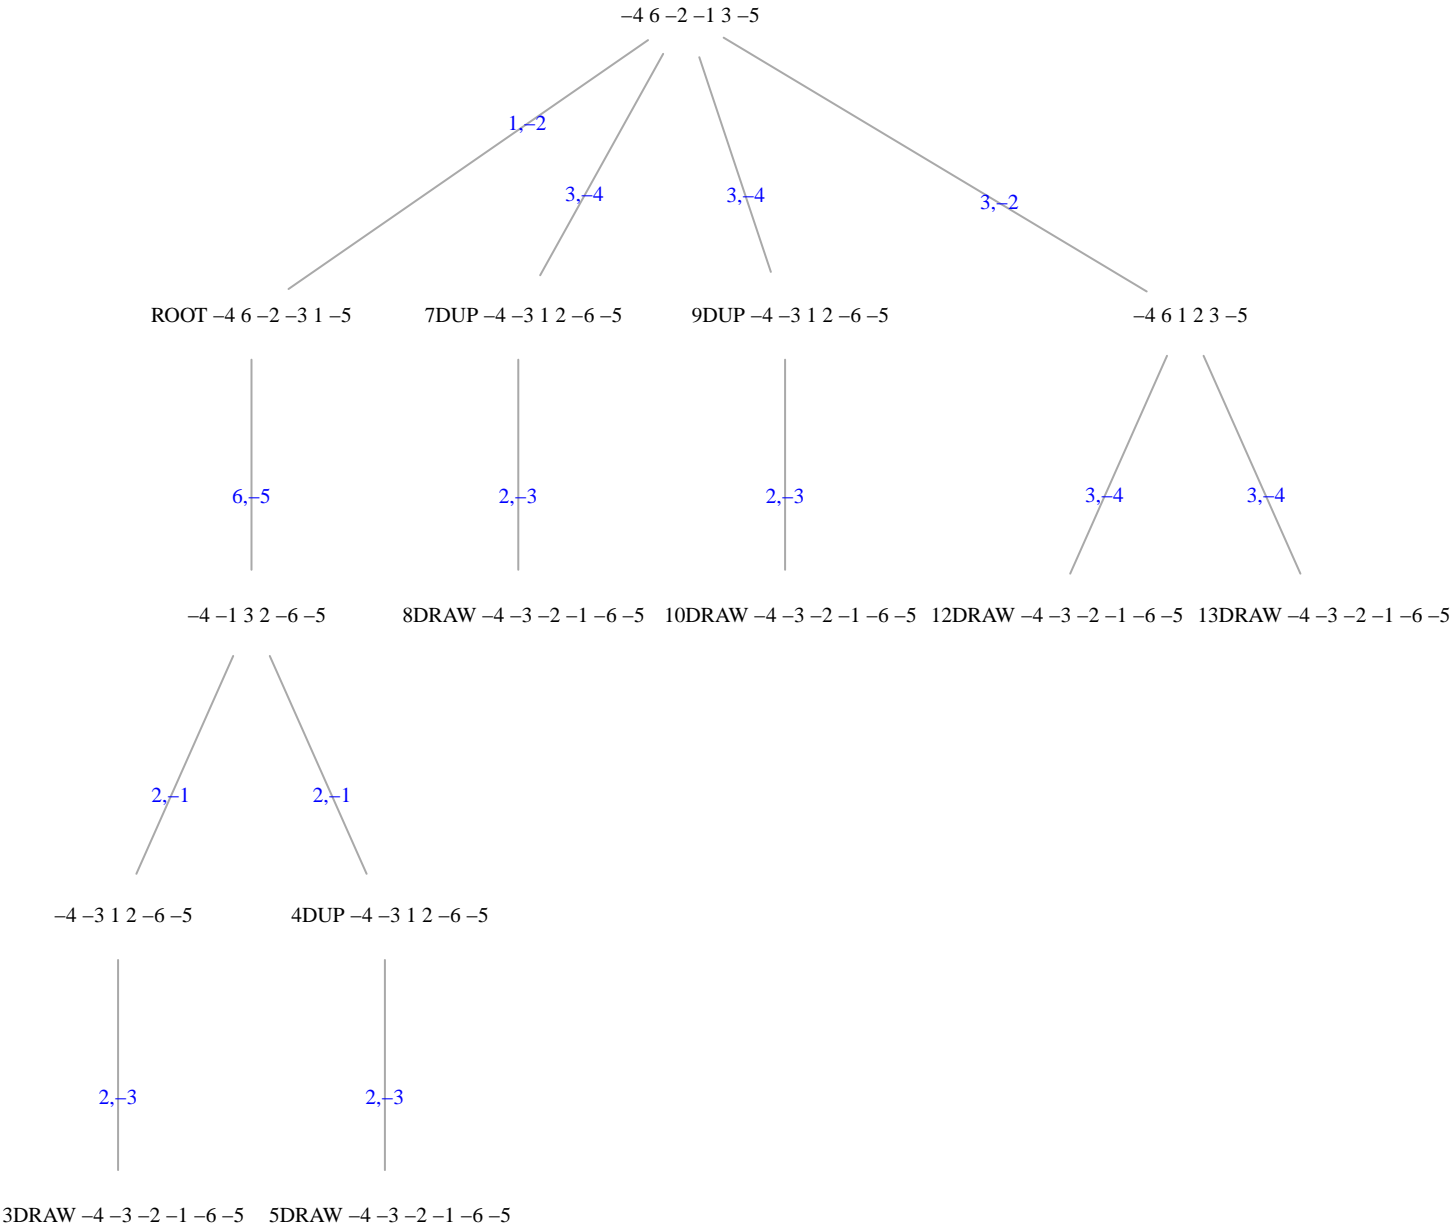 –4 6 –2 –1 3 –5
1,–2
3,–4
3,–4
3,–2
ROOT –4 6 –2 –3 1 –5
7DUP –4 –3 1 2 –6 –5
9DUP –4 –3 1 2 –6 –5
–4 6 1 2 3 –5
6,–5
2,–3
2,–3
3,–4
3,–4
–4 –1 3 2 –6 –5
8DRAW –4 –3 –2 –1 –6 –5
10DRAW –4 –3 –2 –1 –6 –5
12DRAW –4 –3 –2 –1 –6 –5
13DRAW –4 –3 –2 –1 –6 –5
2,–1
2,–1
–4 –3 1 2 –6 –5
4DUP –4 –3 1 2 –6 –5
2,–3
2,–3
3DRAW –4 –3 –2 –1 –6 –5
5DRAW –4 –3 –2 –1 –6 –5